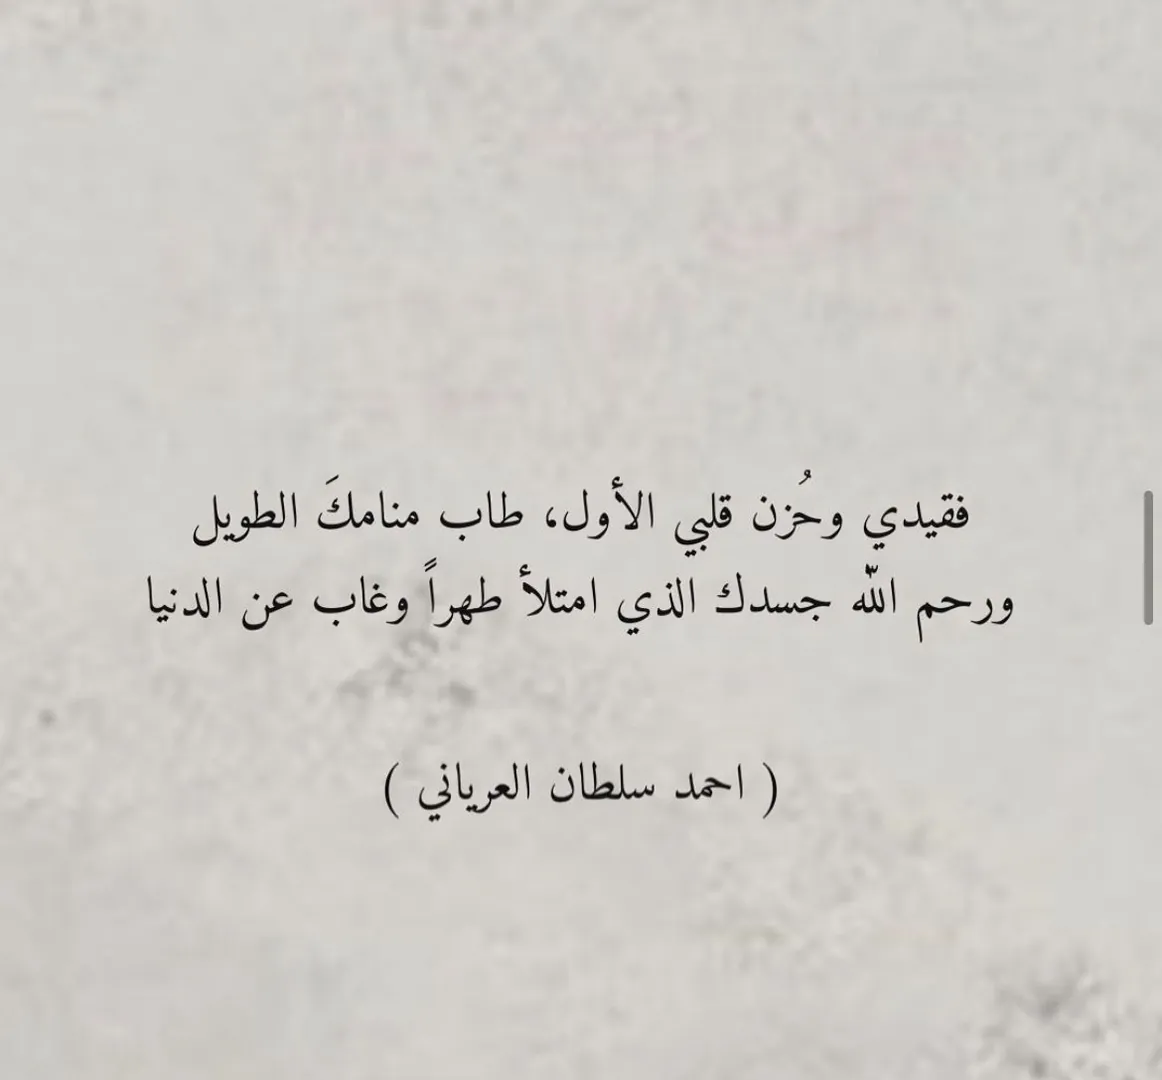 فقيدي وحُزن قلبي الأول، طاب منامكَ الطويل
ورحم الله جسدك الذي امتلأ طهراً وغاب عن الدنيا
( احمد سلطان العرياني )